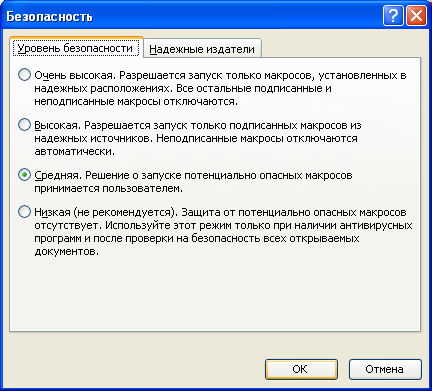 Безопасность
Уровень безопасности
Надежные издатели
Очень высокая. Разрешается запуск только макросов, установленных в
надежных расположениях. Все остальные подписанные и
неподписанные макросы отключаются.
Высокая. Разрешается запуск только подписанных макросов из
надежных источников. Неподписанные макросы отключаются
автоматически.
Средняя. Решение о запуске потенциально опасных макросов
принимается пользователем.
Низкая (не рекомендуется). Защита от потенциально опасных макросов
отсутствует. Используйте этот режим только при наличии антивирусных
программ и после проверки на безопасность всех открываемых
документов.
ОК
Отмена